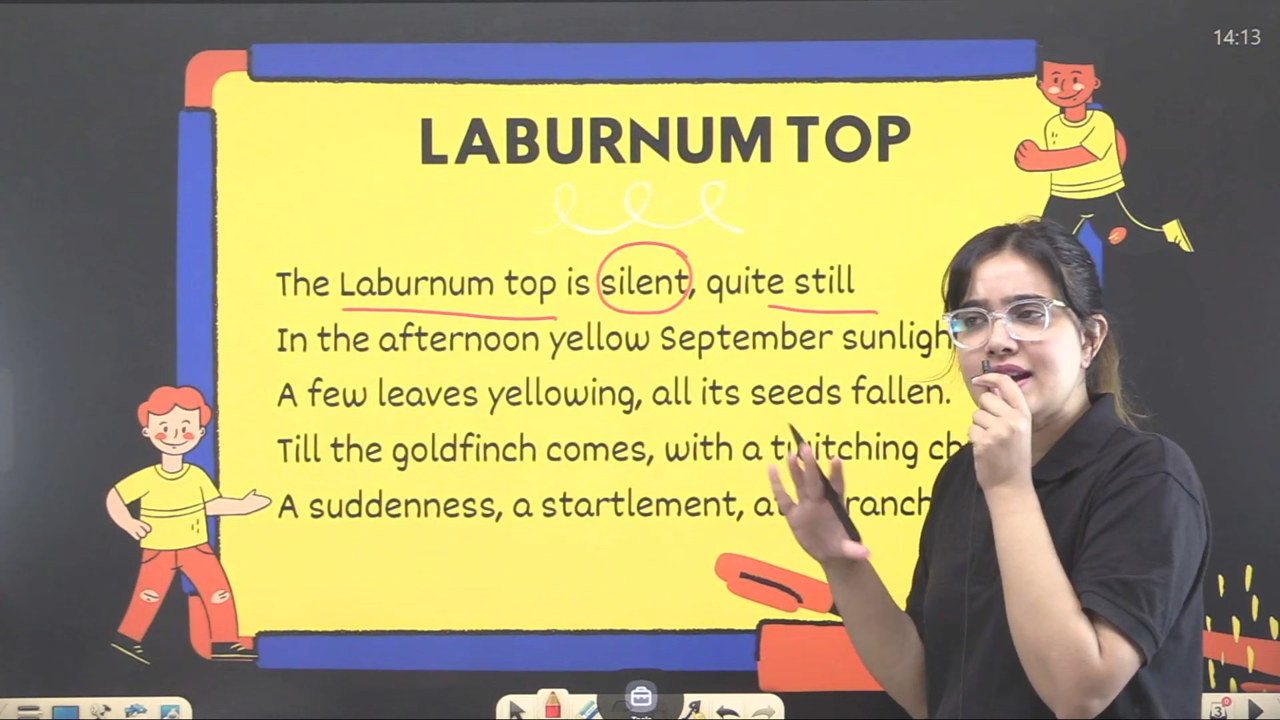 14:13
LABURNUM TOP
The Laburnum top is silent, quite still
In the afternoon yellow September
A few leaves yellowing, all its seeds fallen.
Till the goldfinch comes, with a twitching
A suddenness, a startlement,